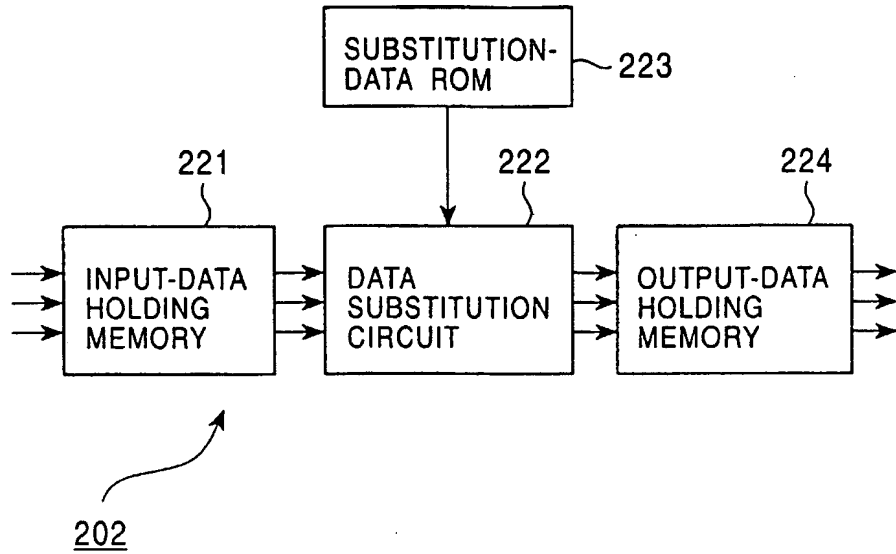 SUBSTITUTION-
DATA ROM
223
221
222
224
INPUT-DATA
HOLDING
MEMORY
DATA
SUBSTITUTION
CIRCUIT
OUTPUT-DATA
HOLDING
MEMORY
202